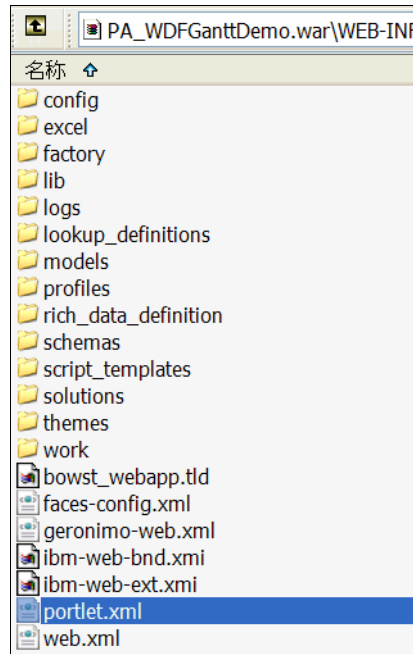 PA_WDFGanttDemo.war\WEB-INF
名称
config
excel
factory
lib
logs
lookup_definitions
models
profiles
rich_data_definition
schemas
script_templates
solutions
themes
work
bowst_webapp.tld
faces-config.xml
geronimo-web.xml
ibm-web-bnd.xmi
ibm-web-ext.xmi
portlet.xml
web.xml